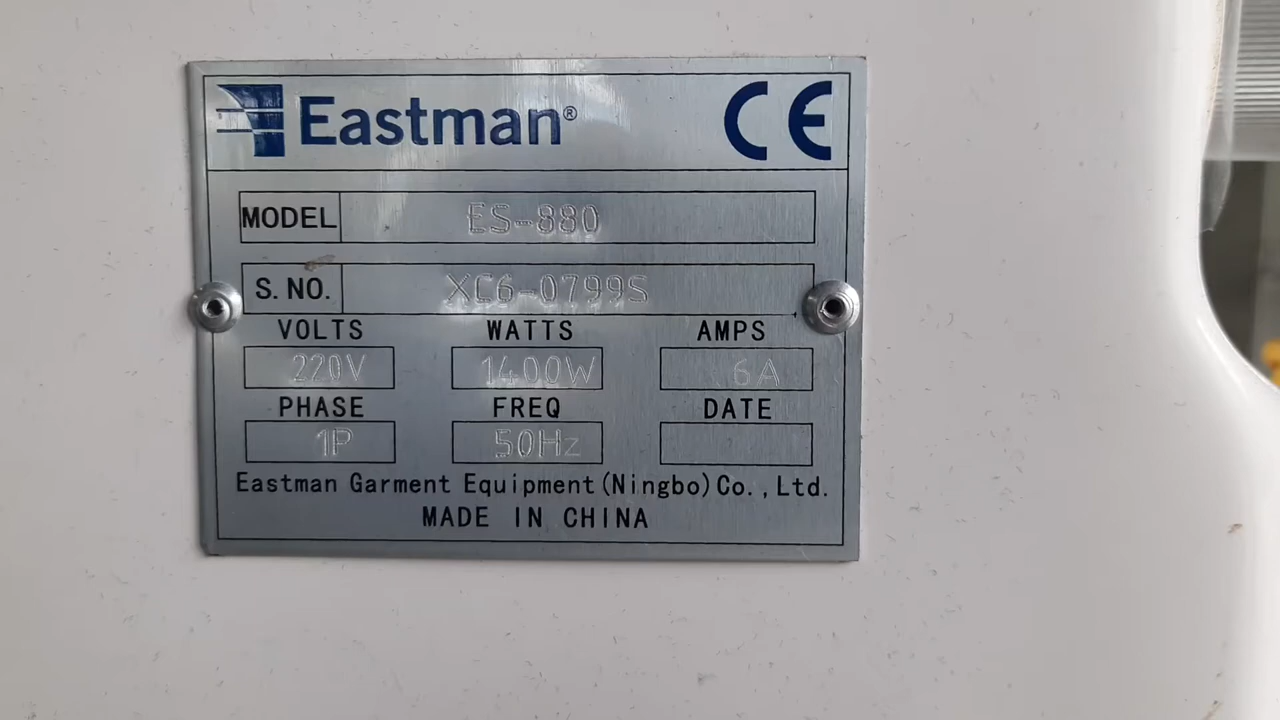 Eastman® CE
MODEL ES-880
S. NO. XC6-0799S
VOLTS WATTS AMPS
220V 1400W 6A
PHASE FREQ DATE
1P 50Hz
Eastman Garment Equipment(Ningbo)Co.,Ltd.
MADE IN CHINA